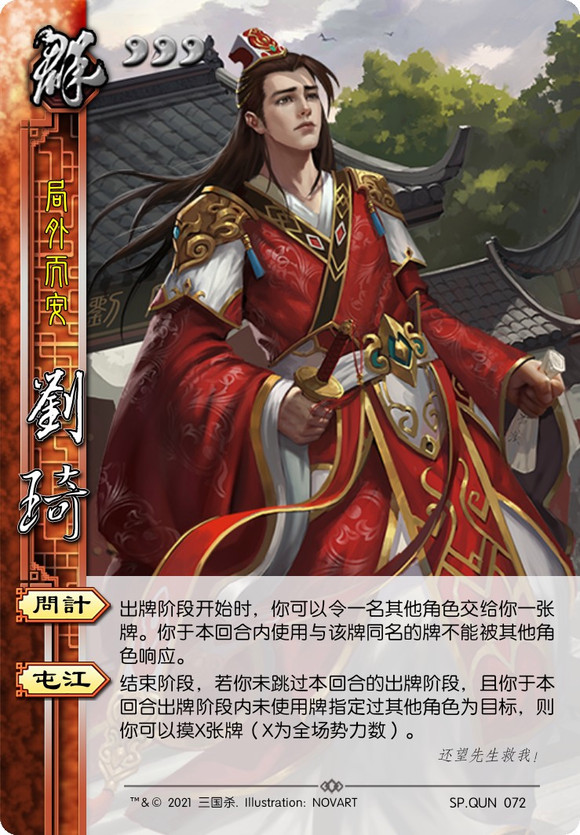 群
局外而安
劉琦
劉
問計
出牌阶段开始时，你可以令一名其他角色交给你一张
牌。你于本回合内使用与该牌同名的牌不能被其他角
色响应。
屯江
结束阶段，若你未跳过本回合的出牌阶段，且你于本
回合出牌阶段内未使用牌指定过其他角色为目标，则
你可以摸X张牌（X为全场势力数）。
还望先生救我！
™&© 2021 三国杀. Illustration: NOVART
SP.QUN 072